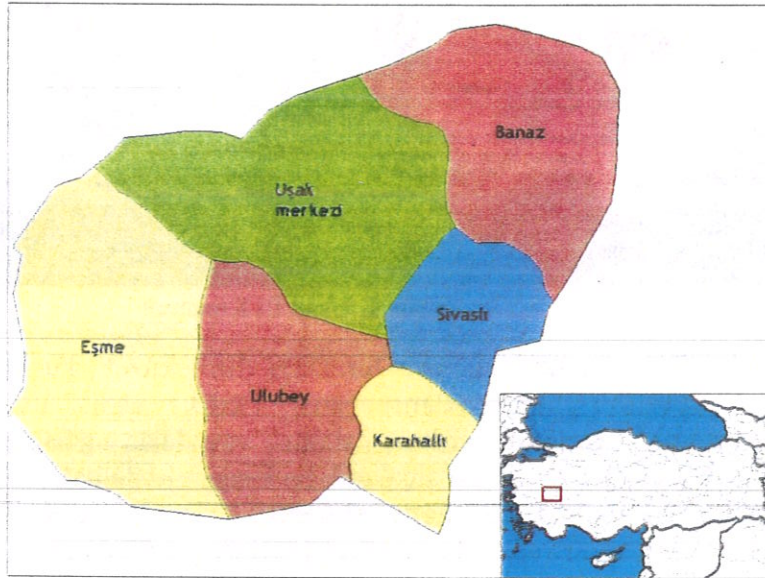 Banaz
Uşak
merkezi
Sivaslı
Eşme
Ulubey
Karahallı